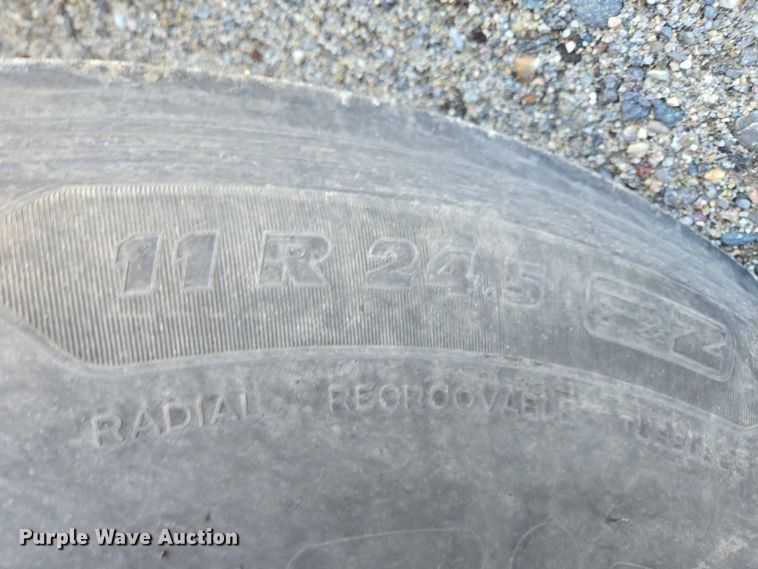 11 R 24.5
RADIAL REGROOVABLE
Purple Wave Auction